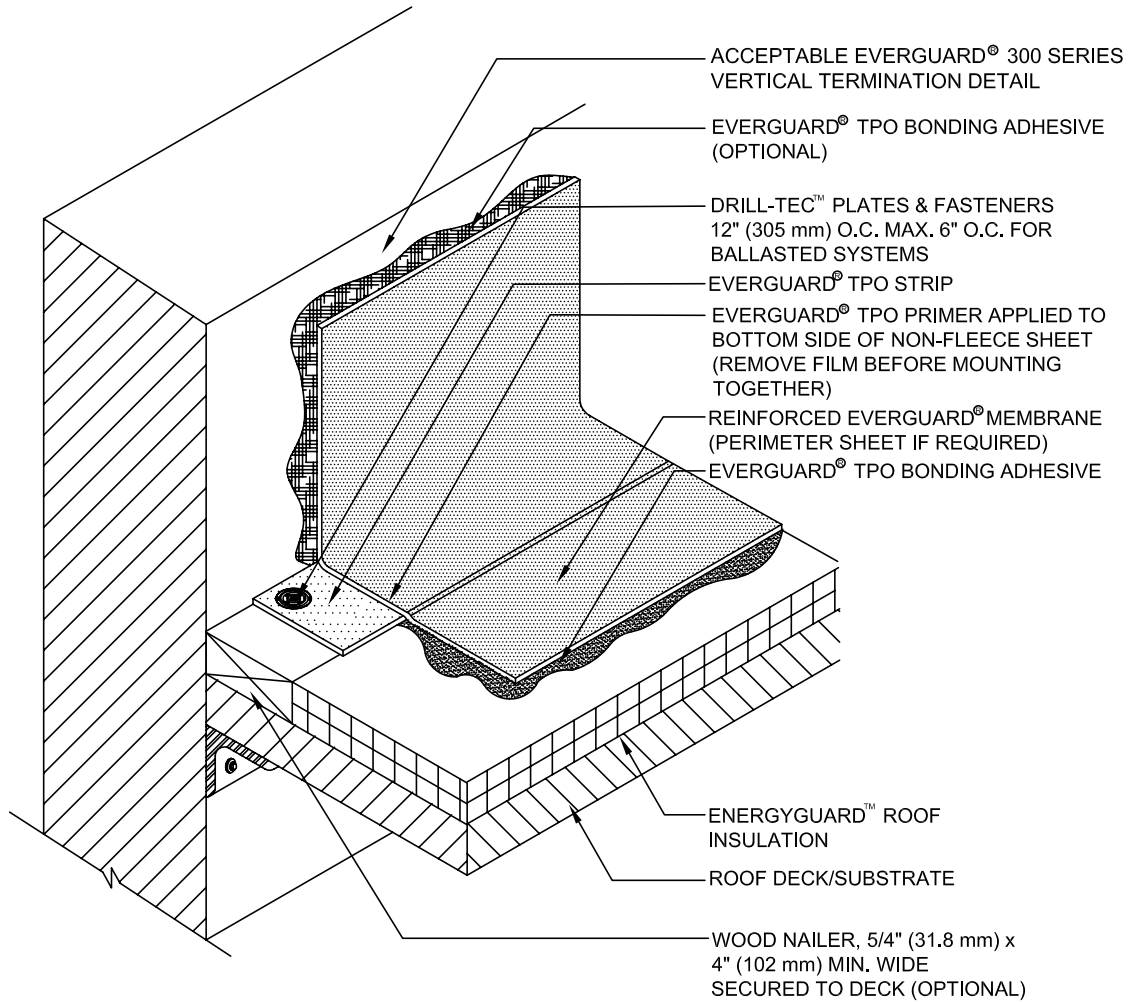 ACCEPTABLE EVERGUARD® 300 SERIES
VERTICAL TERMINATION DETAIL
EVERGUARD® TPO BONDING ADHESIVE
(OPTIONAL)
DRILL-TEC™ PLATES & FASTENERS
12" (305 mm) O.C. MAX. 6" O.C. FOR
BALLASTED SYSTEMS
EVERGUARD® TPO STRIP
EVERGUARD® TPO PRIMER APPLIED TO
BOTTOM SIDE OF NON-FLEECE SHEET
(REMOVE FILM BEFORE MOUNTING
TOGETHER)
REINFORCED EVERGUARD® MEMBRANE
(PERIMETER SHEET IF REQUIRED)
EVERGUARD® TPO BONDING ADHESIVE
ENERGYGUARD™ ROOF
INSULATION
ROOF DECK/SUBSTRATE
WOOD NAILER, 5/4" (31.8 mm) x
4" (102 mm) MIN. WIDE
SECURED TO DECK (OPTIONAL)